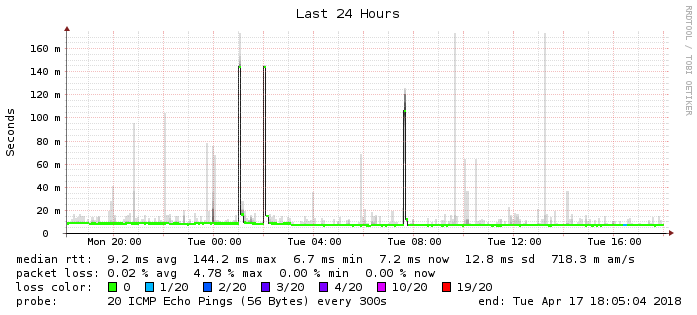 Last 24 Hours
RRDTOOL / TOBI OETIKER
Seconds
160 m
140 m
120 m
100 m
80 m
60 m
40 m
20 m
0
Mon 20:00 Tue 00:00 Tue 04:00 Tue 08:00 Tue 12:00 Tue 16:00
median rtt: 9.2 ms avg 144.2 ms max 6.7 ms min 7.2 ms now 12.8 ms sd 718.3 m am/s
packet loss: 0.02 % avg 4.78 % max 0.00 % min 0.00 % now
loss color: 0 1/20 2/20 3/20 4/20 10/20 19/20
probe: 20 ICMP Echo Pings (56 Bytes) every 300s end: Tue Apr 17 18:05:04 2018